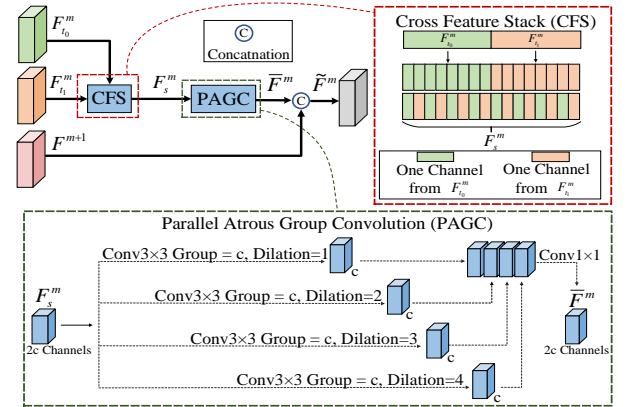 F_{t_0}^m
F_{t_1}^m
CFS
F_s^m
PAGC
F̅^m
C
F̃^m
F^{m+1}
C
Concatnation
Cross Feature Stack (CFS)
F_{t_0}^m F_{t_1}^m
F_s^m
One Channel from F_{t_0}^m
One Channel from F_{t_1}^m
Parallel Atrous Group Convolution (PAGC)
Conv3×3 Group = c, Dilation=1
c
Conv1×1
F_s^m
Conv3×3 Group = c, Dilation=2
c
F̅^m
2c Channels
Conv3×3 Group = c, Dilation=3
c
2c Channels
Conv3×3 Group = c, Dilation=4
c